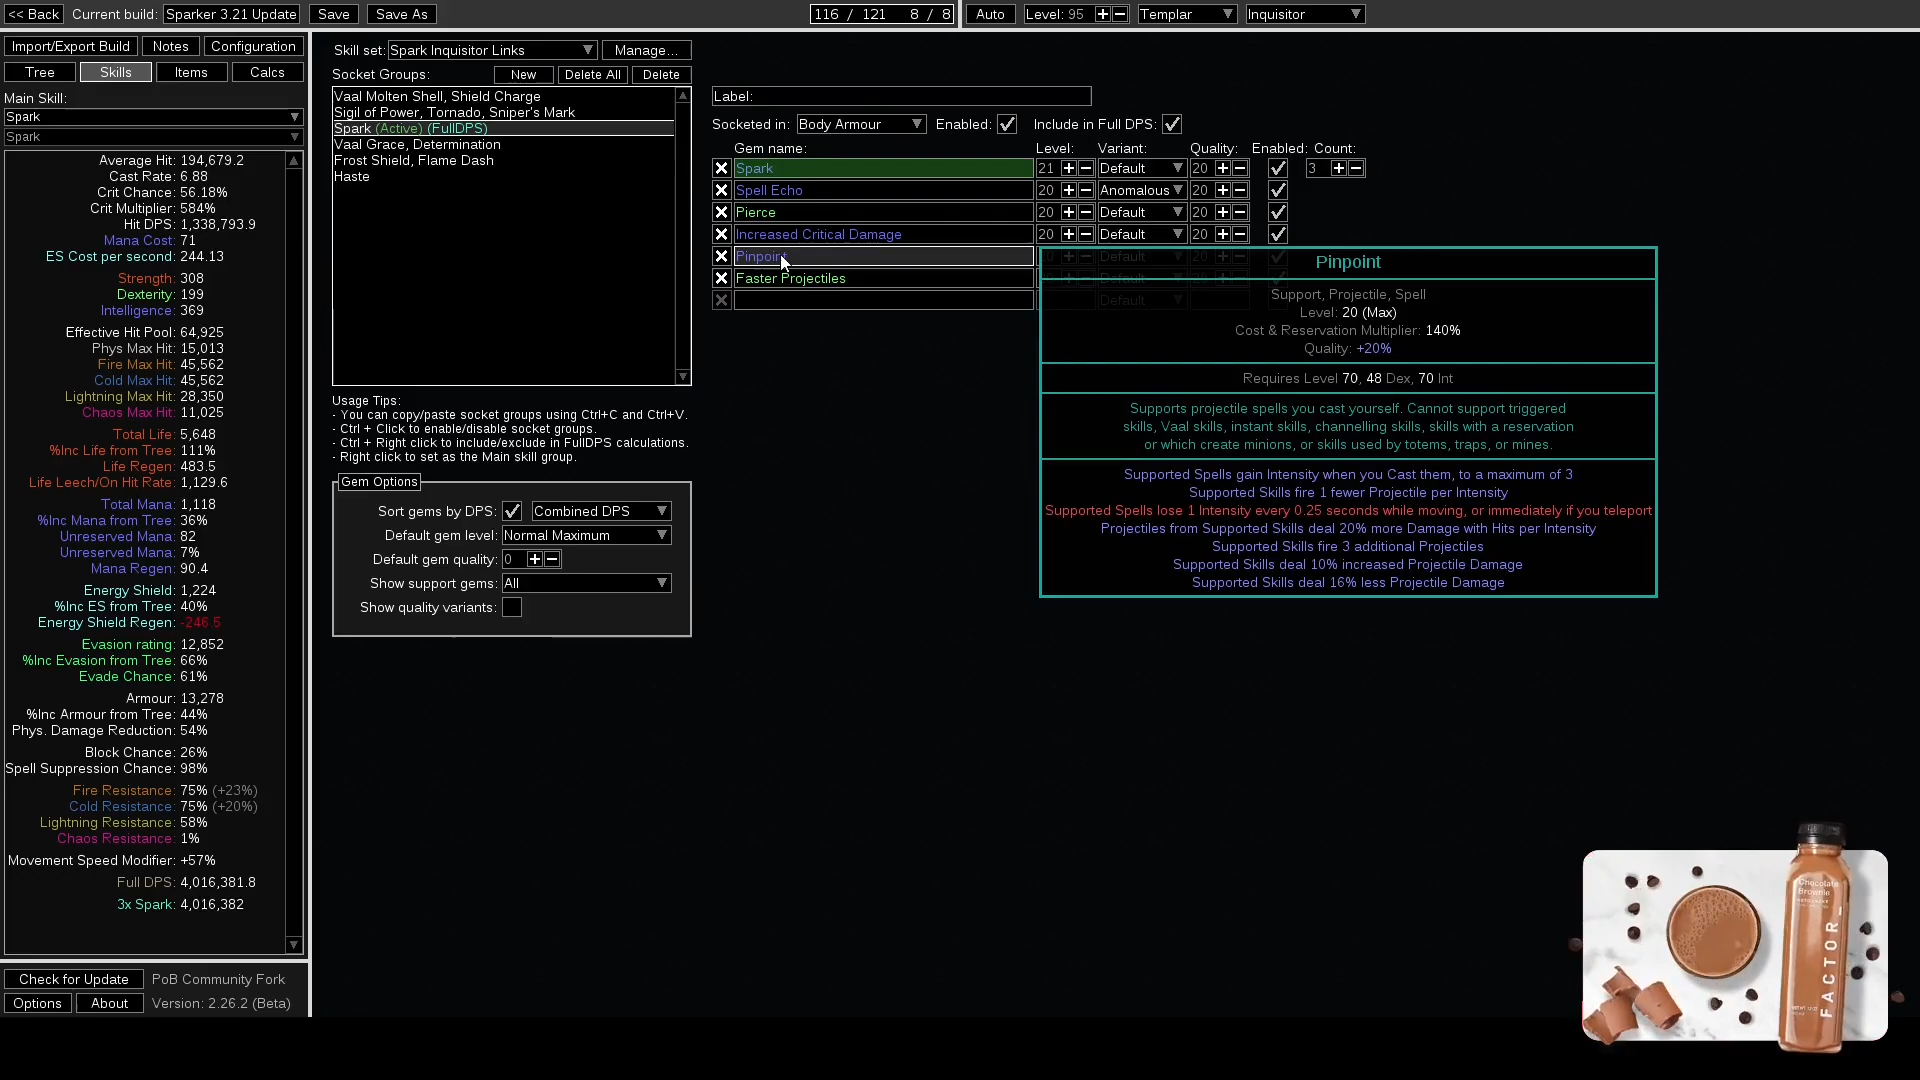 << Back Current build: Sparker 3.21 Update Save Save As 116 / 121 8 / 8 Auto Level: 95 Templar Inquisitor
Import/Export Build Notes Configuration
Tree Skills Items Calcs
Main Skill:
Spark
Spark
Average Hit: 194,679.2
Cast Rate: 6.88
Crit Chance: 56.18%
Crit Multiplier: 584%
Hit DPS: 1,338,793.9
Mana Cost: 71
ES Cost per second: 244.13
Strength: 308
Dexterity: 199
Intelligence: 369
Effective Hit Pool: 64,925
Phys Max Hit: 15,013
Fire Max Hit: 45,562
Cold Max Hit: 45,562
Lightning Max Hit: 28,350
Chaos Max Hit: 11,025
Total Life: 5,648
%Inc Life from Tree: 111%
Life Regen: 483.5
Life Leech/On Hit Rate: 1,129.6
Total Mana: 1,118
%Inc Mana from Tree: 36%
Unreserved Mana: 82
Unreserved Mana: 7%
Mana Regen: 90.4
Energy Shield: 1,224
%Inc ES from Tree: 40%
Energy Shield Regen: -246.5
Evasion rating: 12,852
%Inc Evasion from Tree: 66%
Evade Chance: 61%
Armour: 13,278
%Inc Armour from Tree: 44%
Phys. Damage Reduction: 54%
Block Chance: 26%
Spell Suppression Chance: 98%
Fire Resistance: 75% (+23%)
Cold Resistance: 75% (+20%)
Lightning Resistance: 58%
Chaos Resistance: 1%
Movement Speed Modifier: +57%
Full DPS: 4,016,381.8
3x Spark: 4,016,382
Check for Update PoB Community Fork
Options About Version: 2.26.2 (Beta)
Skill set: Spark Inquisitor Links Manage...
Socket Groups: New Delete All Delete
Vaal Molten Shell, Shield Charge
Sigil of Power, Tornado, Sniper's Mark
Spark (Active) (FullDPS)
Vaal Grace, Determination
Frost Shield, Flame Dash
Haste
Usage Tips:
- You can copy/paste socket groups using Ctrl+C and Ctrl+V.
- Ctrl + Click to enable/disable socket groups.
- Ctrl + Right click to include/exclude in FullDPS calculations.
- Right click to set as the Main skill group.
Gem Options
Sort gems by DPS: Combined DPS
Default gem level: Normal Maximum
Default gem quality: 0
Show support gems: All
Show quality variants:
Label:
Socketed in: Body Armour Enabled: Include in Full DPS:
Gem name: Level: Variant: Quality: Enabled: Count:
Spark 21 Default 20 3
Spell Echo 20 Anomalous 20
Pierce 20 Default 20
Increased Critical Damage 20 Default 20
Pinpoint
Faster Projectiles
Default
Pinpoint
Support, Projectile, Spell
Level: 20 (Max)
Cost & Reservation Multiplier: 140%
Quality: +20%
Requires Level 70, 48 Dex, 70 Int
Supports projectile spells you cast yourself. Cannot support triggered
skills, Vaal skills, instant skills, channelling skills, skills with a reservation
or which create minions, or skills used by totems, traps, or mines.
Supported Spells gain Intensity when you Cast them, to a maximum of 3
Supported Skills fire 1 fewer Projectile per Intensity
Supported Spells lose 1 Intensity every 0.25 seconds while moving, or immediately if you teleport
Projectiles from Supported Skills deal 20% more Damage with Hits per Intensity
Supported Skills fire 3 additional Projectiles
Supported Skills deal 10% increased Projectile Damage
Supported Skills deal 16% less Projectile Damage
Chocolate
Brownie
FACTOR_